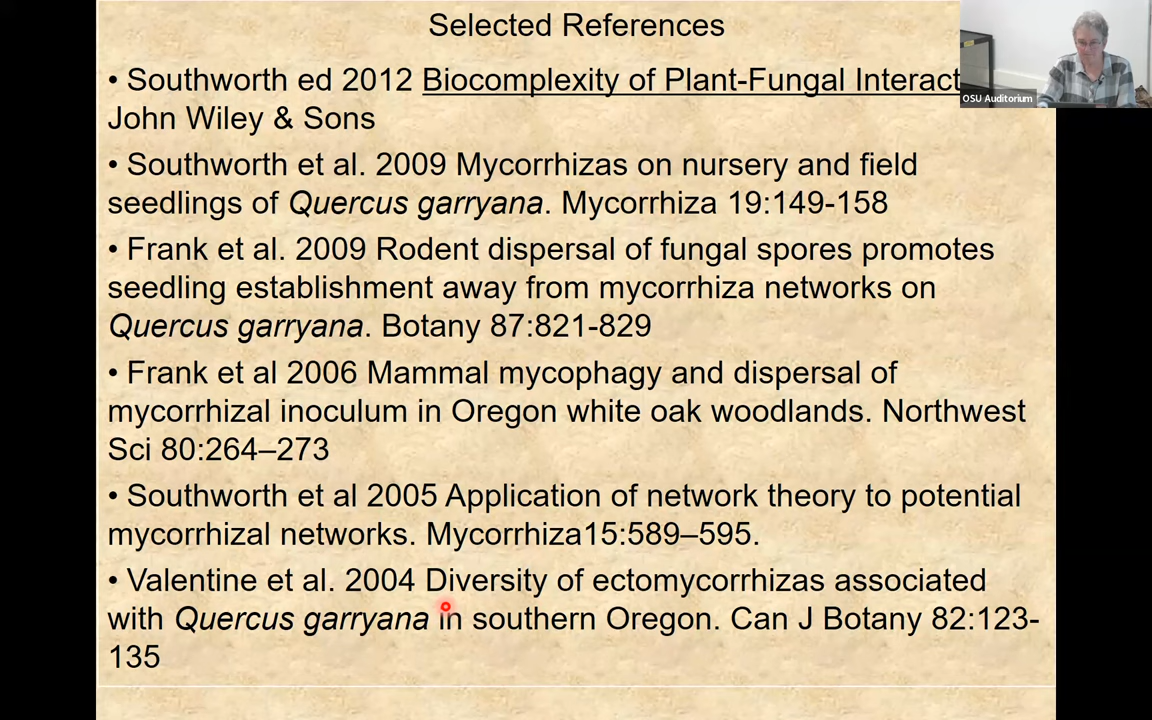 Selected References
• Southworth ed 2012 Biocomplexity of Plant-Fungal
OSU Auditorium
John Wiley & Sons
• Southworth et al. 2009 Mycorrhizas on nursery and field
seedlings of Quercus garryana. Mycorrhiza 19:149-158
• Frank et al. 2009 Rodent dispersal of fungal spores promotes
seedling establishment away from mycorrhiza networks on
Quercus garryana. Botany 87:821-829
• Frank et al 2006 Mammal mycophagy and dispersal of
mycorrhizal inoculum in Oregon white oak woodlands. Northwest
Sci 80:264–273
• Southworth et al 2005 Application of network theory to potential
mycorrhizal networks. Mycorrhiza15:589–595.
• Valentine et al. 2004 Diversity of ectomycorrhizas associated
with Quercus garryana in southern Oregon. Can J Botany 82:123-
135